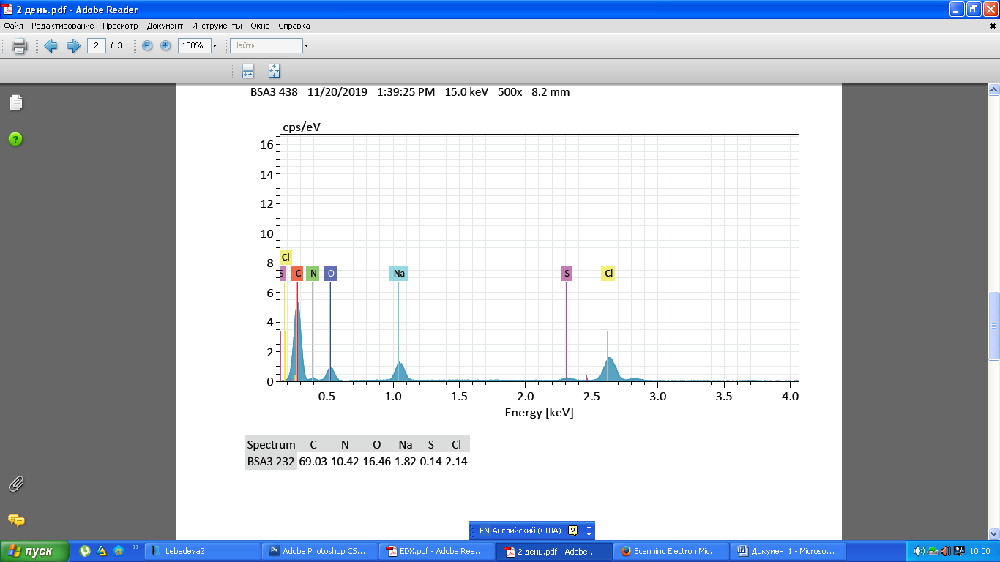 2 день.pdf - Adobe Reader
Файл Редактирование Просмотр Документ Инструменты Окно Справка
2 / 3 100% Найти
BSA3 438 11/20/2019 1:39:25 PM 15.0 keV 500x 8.2 mm
cps/eV
16
14
12
10
8
6
4
2
0
Cl
S C N O Na S Cl
0.5 1.0 1.5 2.0 2.5 3.0 3.5 4.0
Energy [keV]
Spectrum C N O Na S Cl
BSA3 232 69.03 10.42 16.46 1.82 0.14 2.14
EN Английский (США)
пуск Lebedeva2 Adobe Photoshop CS... EDX.pdf - Adobe Rea... 2 день.pdf - Adobe ... Scanning Electron Mic... Документ1 - Microso... 10:00